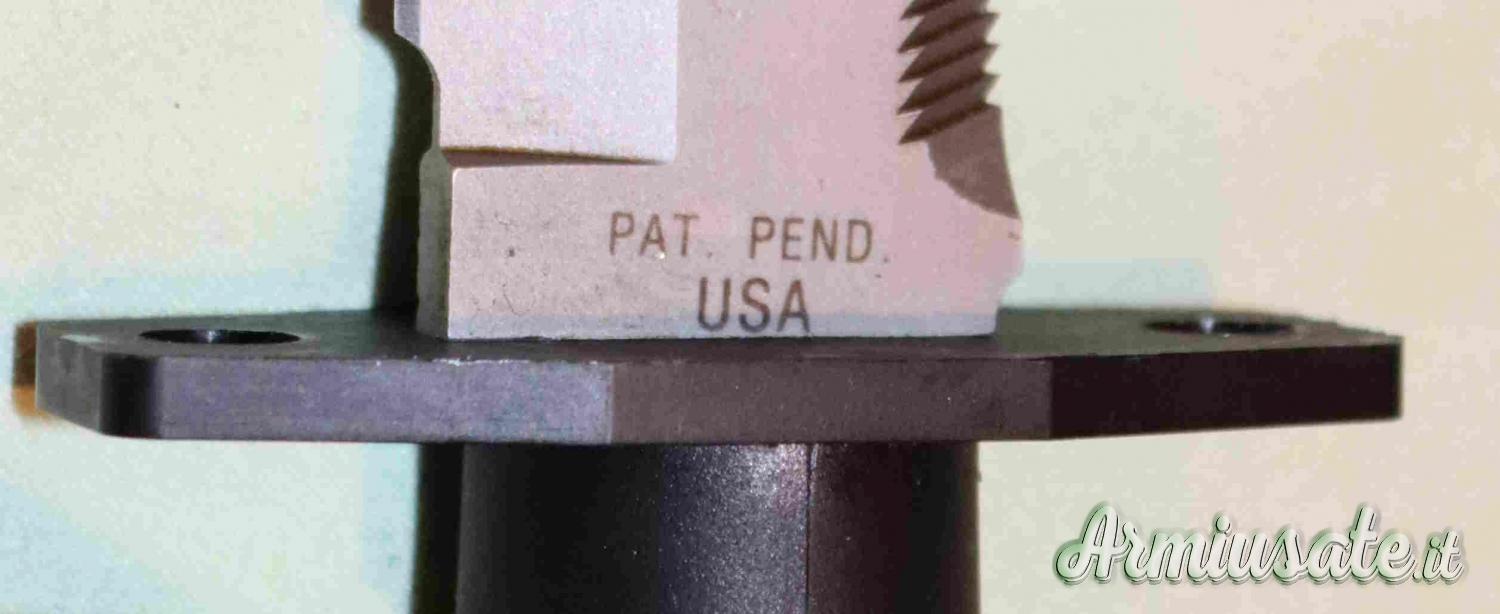 PAT. PEND.
USA
Armiusate.it